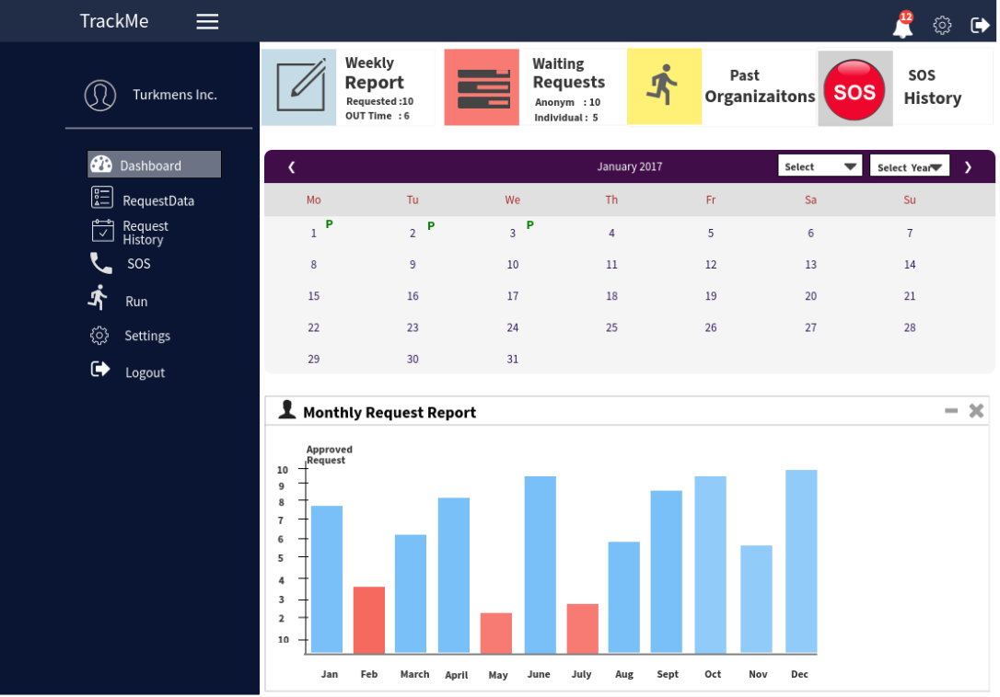 TrackMe
12
Turkmens Inc.
Dashboard
RequestData
Request
History
SOS
Run
Settings
Logout
Weekly
Report
Requested :10
OUT Time : 6
Waiting
Requests
Anonym : 10
Individual : 5
Past
Organizaitons
SOS
SOS
History
❮ January 2017 Select Select Year ❯
Mo Tu We Th Fr Sa Su
1 P 2 P 3 P 4 5 6 7
8 9 10 11 12 13 14
15 16 17 18 19 20 21
22 23 24 25 26 27 28
29 30 31
Monthly Request Report
Approved
Request
10
9
8
7
6
5
4
3
2
10
Jan Feb March April May June July Aug Sept Oct Nov Dec